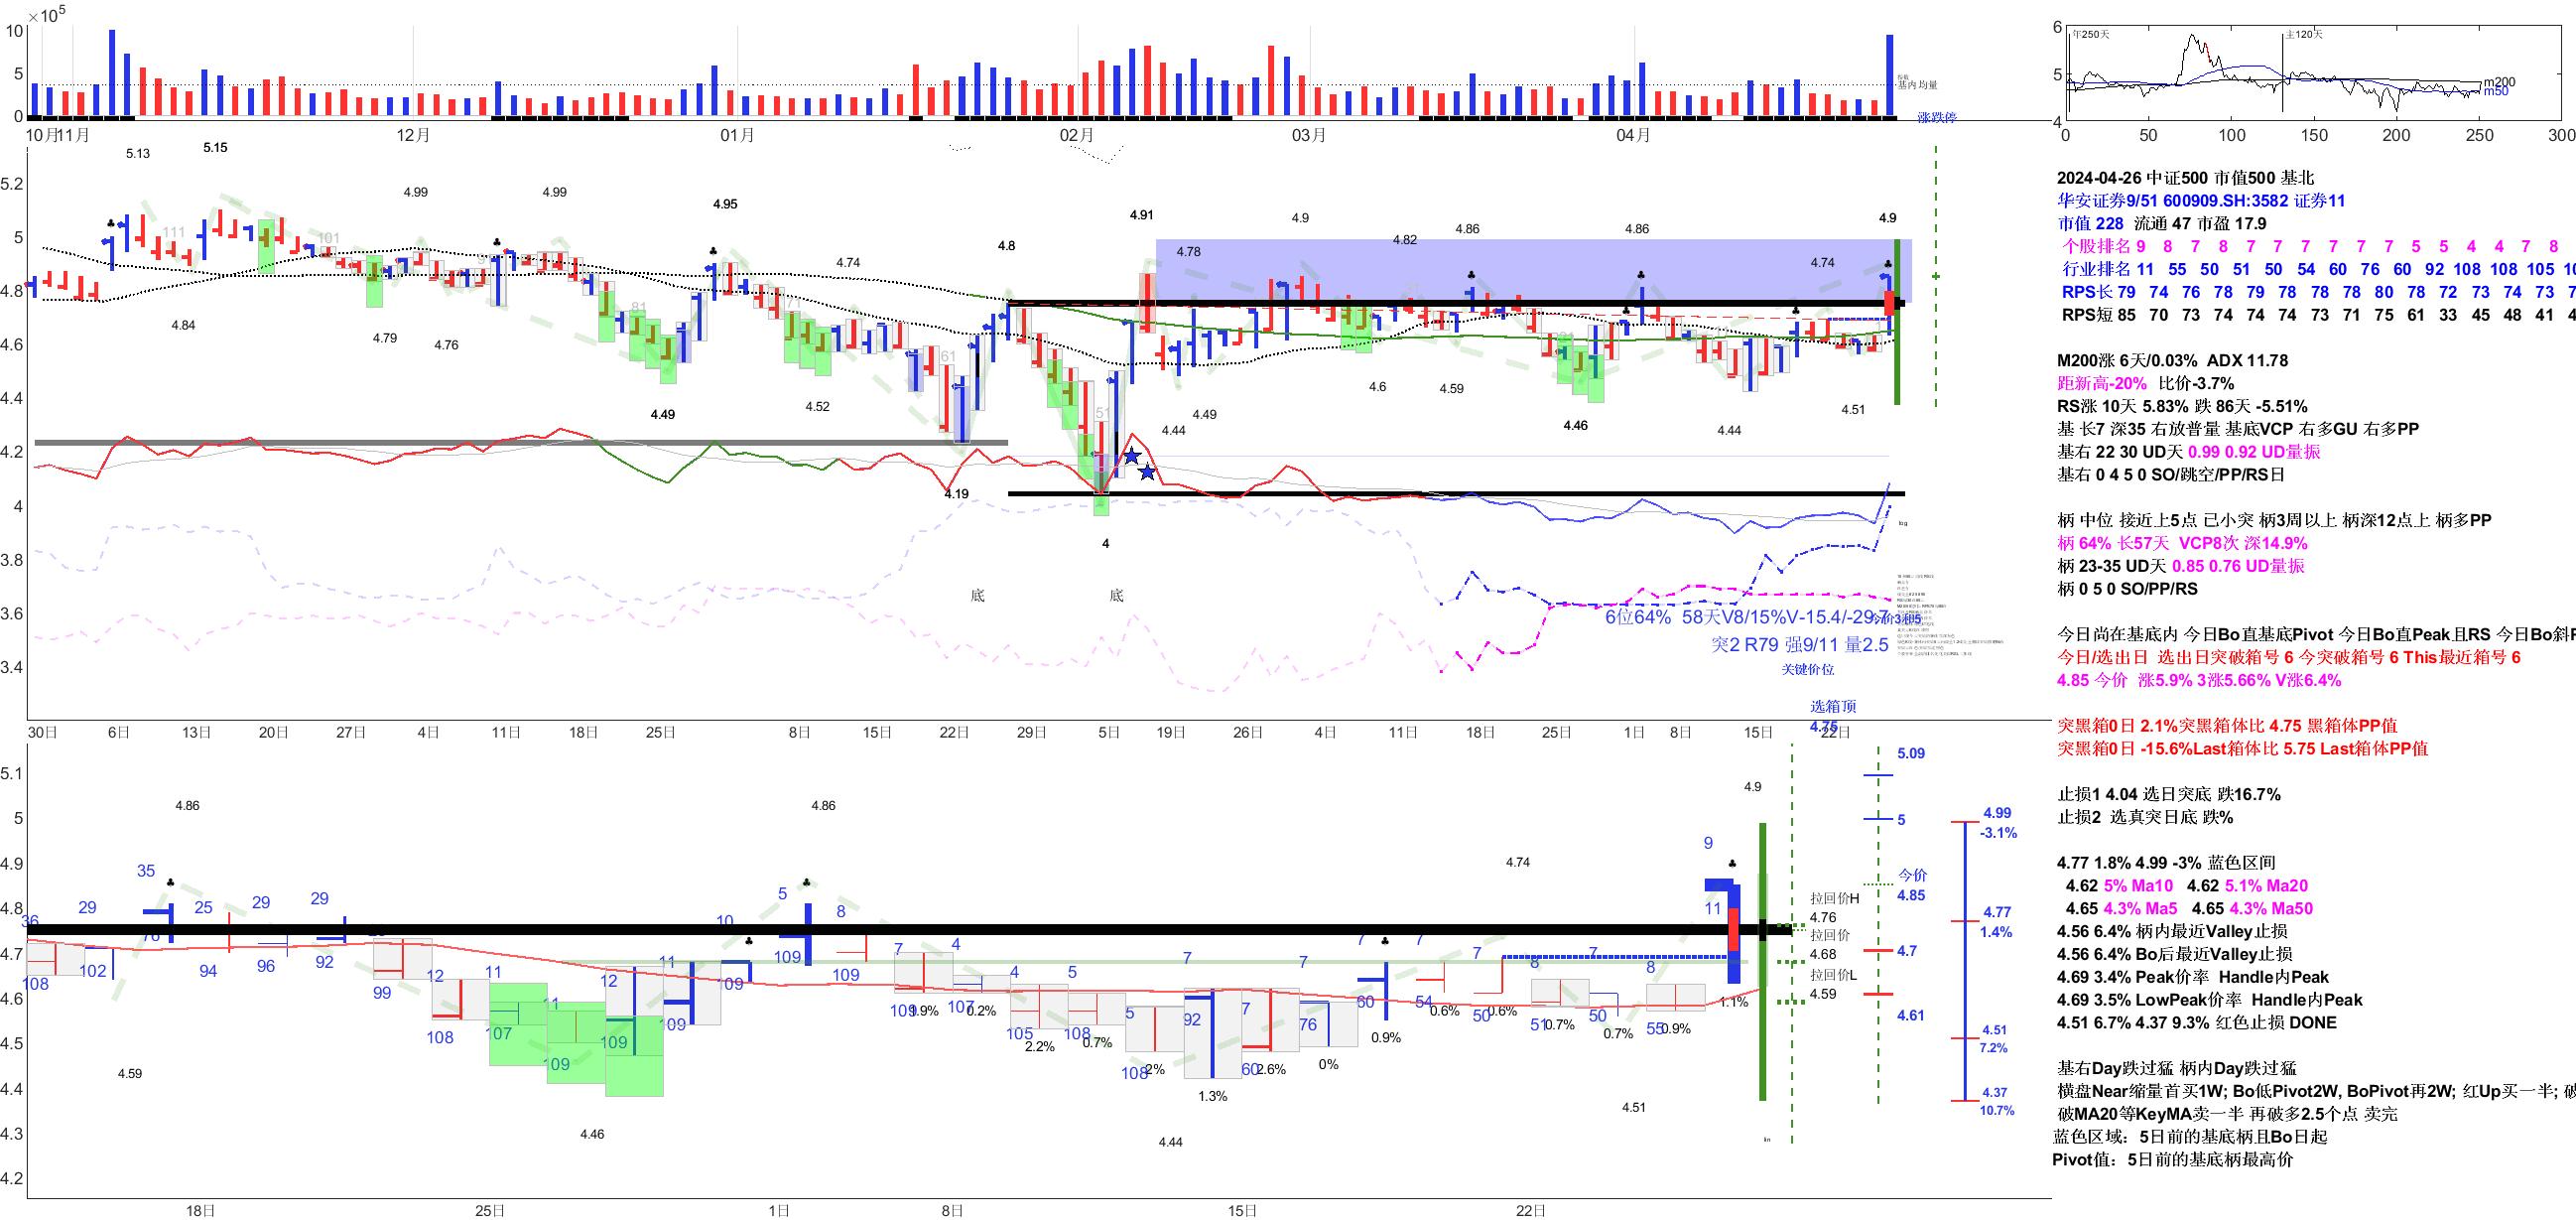 ×10⁵
10
5
0
基内均量
涨跌停
10月11月
12月
01月
02月
03月
04月
6
5
4
年250天
主120天
m200
m50
0 50 100 150 200 250 300
5.13
5.15
4.99
4.99
4.95
4.8
4.91
4.9
4.86
4.86
4.9
4.78
4.82
4.74
4.74
111
101
81
61
51
4.84
4.79
4.76
4.49
4.52
4.19
4
4.44
4.49
4.6
4.59
4.46
4.44
4.51
5.2
5
4.8
4.6
4.4
4.2
4
3.8
3.6
3.4
底
底
6位64% 58天V8/15%V-15.4/-29.7
突2 R79 强9/11 量2.5
关键价位
选箱顶
4.75
30日 6日 13日 20日 27日 4日 11日 18日 25日 8日 15日 22日 29日 5日 19日 26日 4日 11日 18日 25日 1日 8日 15日 22日
2024-04-26 中证500 市值500 基北
华安证券9/51 600909.SH:3582 证券11
市值 228 流通 47 市盈 17.9
个股排名 9 8 7 8 7 7 7 7 7 5 5 4 4 7 8
行业排名 11 55 50 51 50 54 60 76 60 92 108 108 105 10
RPS长 79 74 76 78 79 78 78 78 80 78 72 73 74 73 7
RPS短 85 70 73 74 74 74 73 71 75 61 33 45 48 41 4
M200涨 6天/0.03% ADX 11.78
距新高-20% 比价-3.7%
RS涨 10天 5.83% 跌 86天 -5.51%
基 长7 深35 右放普量 基底VCP 右多GU 右多PP
基右 22 30 UD天 0.99 0.92 UD量振
基右 0 4 5 0 SO/跳空/PP/RS日
柄 中位 接近上5点 已小突 柄3周以上 柄深12点上 柄多PP
柄 64% 长57天 VCP8次 深14.9%
柄 23-35 UD天 0.85 0.76 UD量振
柄 0 5 0 SO/PP/RS
今日尚在基底内 今日Bo直基底Pivot 今日Bo直Peak且RS 今日Bo斜
今日/选出日 选出日突破箱号 6 今突破箱号 6 This最近箱号 6
4.85 今价 涨5.9% 3涨5.66% V涨6.4%
突黑箱0日 2.1%突黑箱体比 4.75 黑箱体PP值
突黑箱0日 -15.6%Last箱体比 5.75 Last箱体PP值
止损1 4.04 选日突底 跌16.7%
止损2 选真突日底 跌%
4.77 1.8% 4.99 -3% 蓝色区间
4.62 5% Ma10 4.62 5.1% Ma20
4.65 4.3% Ma5 4.65 4.3% Ma50
4.56 6.4% 柄内最近Valley止损
4.56 6.4% Bo后最近Valley止损
4.69 3.4% Peak价率 Handle内Peak
4.69 3.5% LowPeak价率 Handle内Peak
4.51 6.7% 4.37 9.3% 红色止损 DONE
基右Day跌过猛 柄内Day跌过猛
横盘Near缩量首买1W; Bo低Pivot2W, BoPivot再2W; 红Up买一半;
破MA20等KeyMA卖一半 再破多2.5个点 卖完
蓝色区域：5日前的基底柄且Bo日起
Pivot值：5日前的基底柄最高价
5.1
5
4.9
4.8
4.7
4.6
4.5
4.4
4.3
4.2
4.86
4.86
4.74
4.9
4.59
4.46
4.44
4.51
35
29
25
29
29
10
5
8
9
11
108
102
94
96
92
99
108
109
109
109
109
105
108
108
92
60
76
60
54
50
51
50
55
2.2%
0.7%
2%
1.3%
2.6%
0%
0.9%
0.6%
0.6%
0.7%
0.7%
0.9%
1.1%
拉回价H
4.76
拉回价
4.68
拉回价L
4.59
5.09
5
今价
4.85
4.7
4.61
4.99
-3.1%
4.77
1.4%
4.51
7.2%
4.37
10.7%
18日 25日 1日 8日 15日 22日